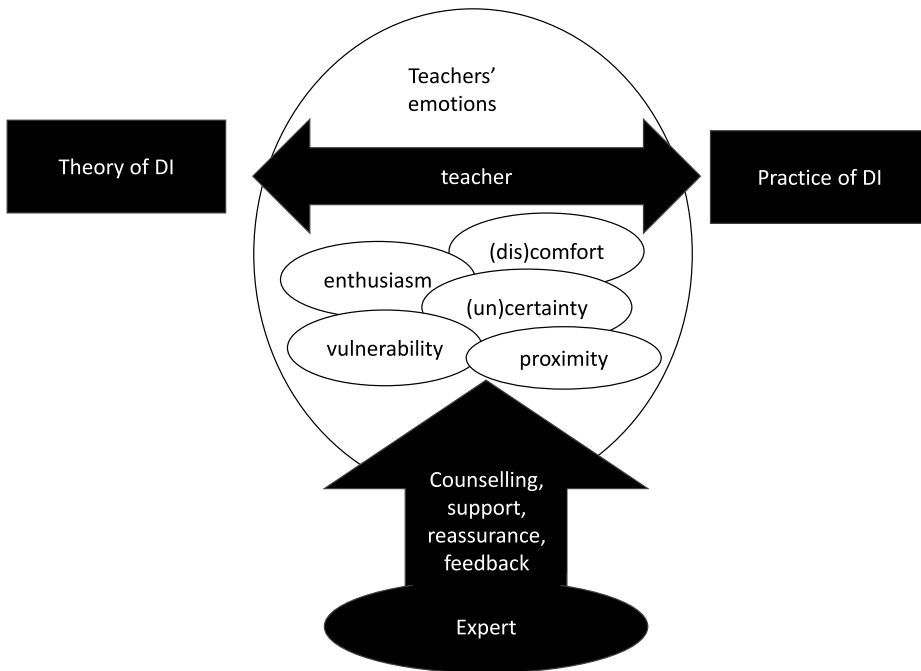 Teachers’
emotions
Theory of DI
teacher
Practice of DI
(dis)comfort
enthusiasm
(un)certainty
vulnerability
proximity
Counselling,
support,
reassurance,
feedback
Expert